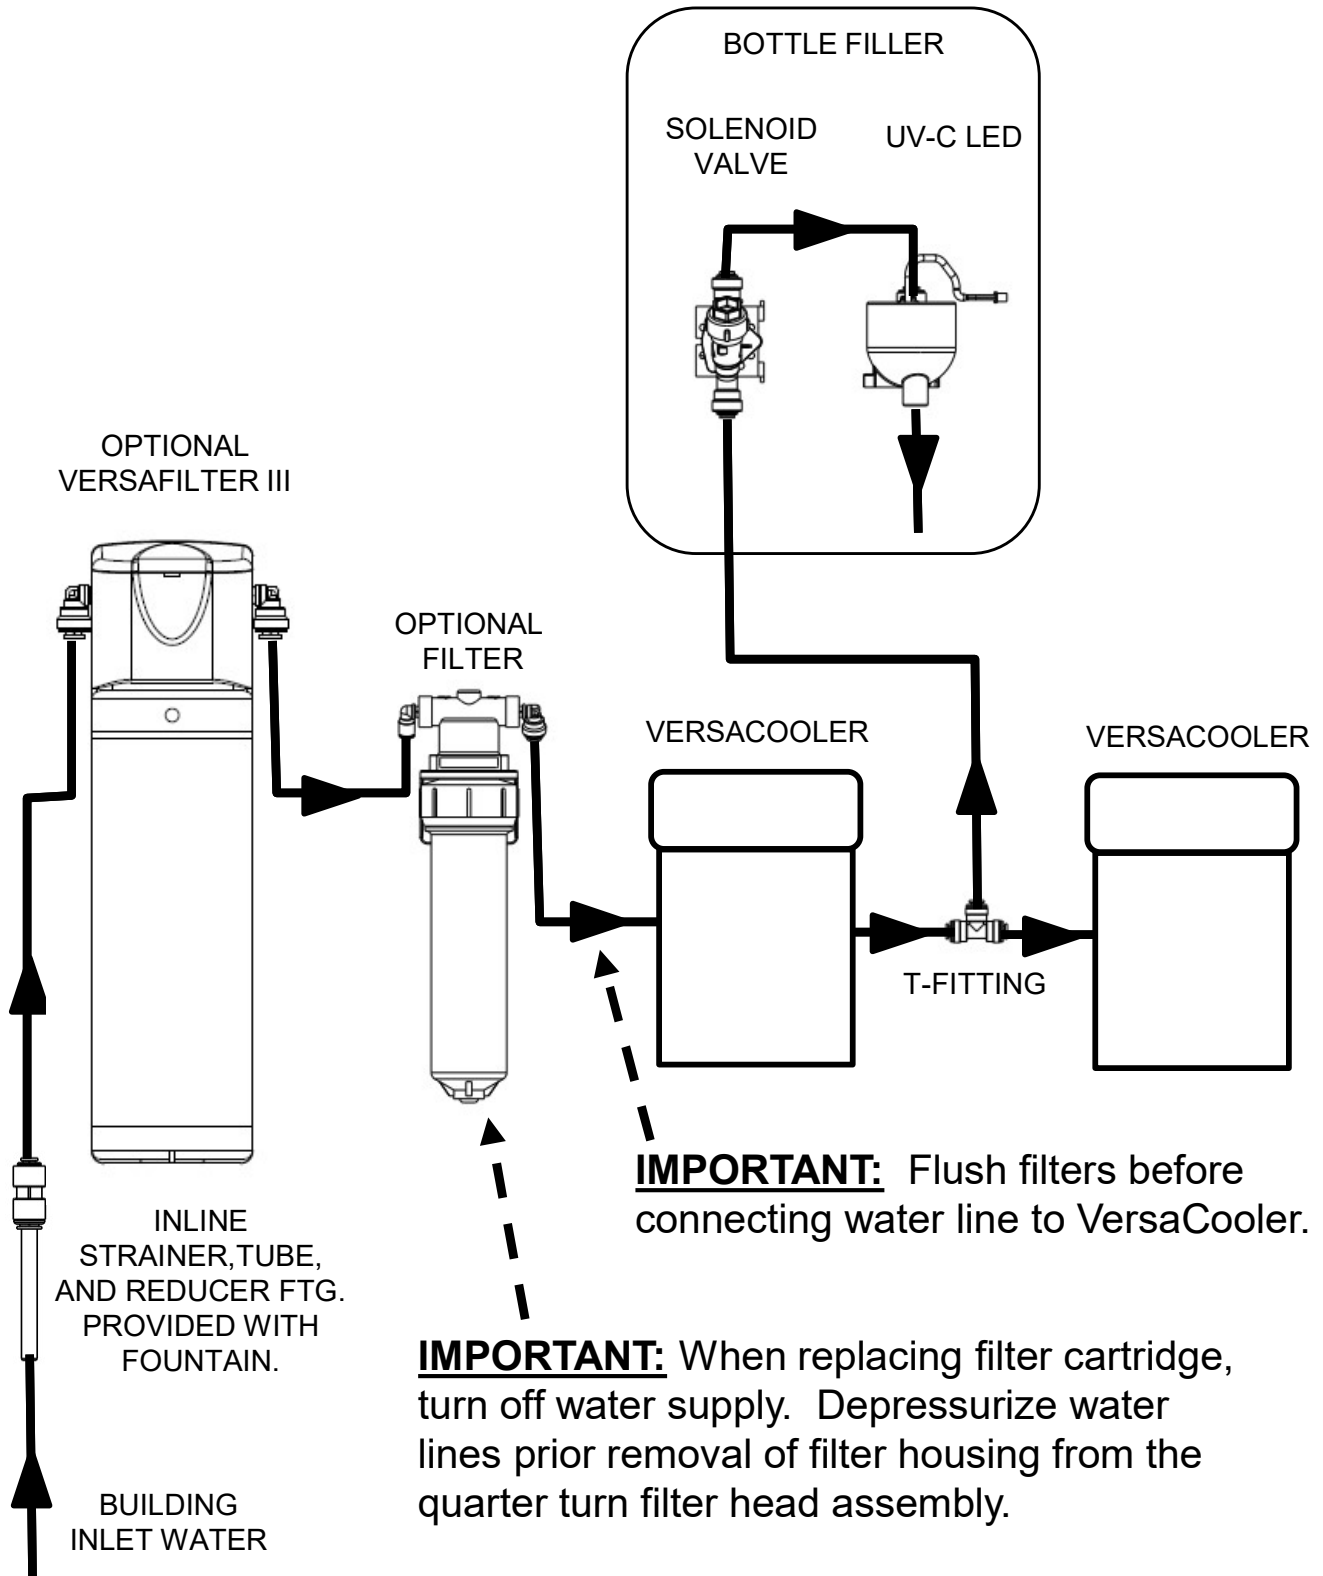 BOTTLE FILLER
SOLENOID
VALVE
UV-C LED
OPTIONAL
VERSAFILTER III
OPTIONAL
FILTER
VERSACOOLER
VERSACOOLER
T-FITTING
IMPORTANT: Flush filters before
connecting water line to VersaCooler.
INLINE
STRAINER,TUBE,
AND REDUCER FTG.
PROVIDED WITH
FOUNTAIN.
IMPORTANT: When replacing filter cartridge,
turn off water supply. Depressurize water
lines prior removal of filter housing from the
quarter turn filter head assembly.
BUILDING
INLET WATER